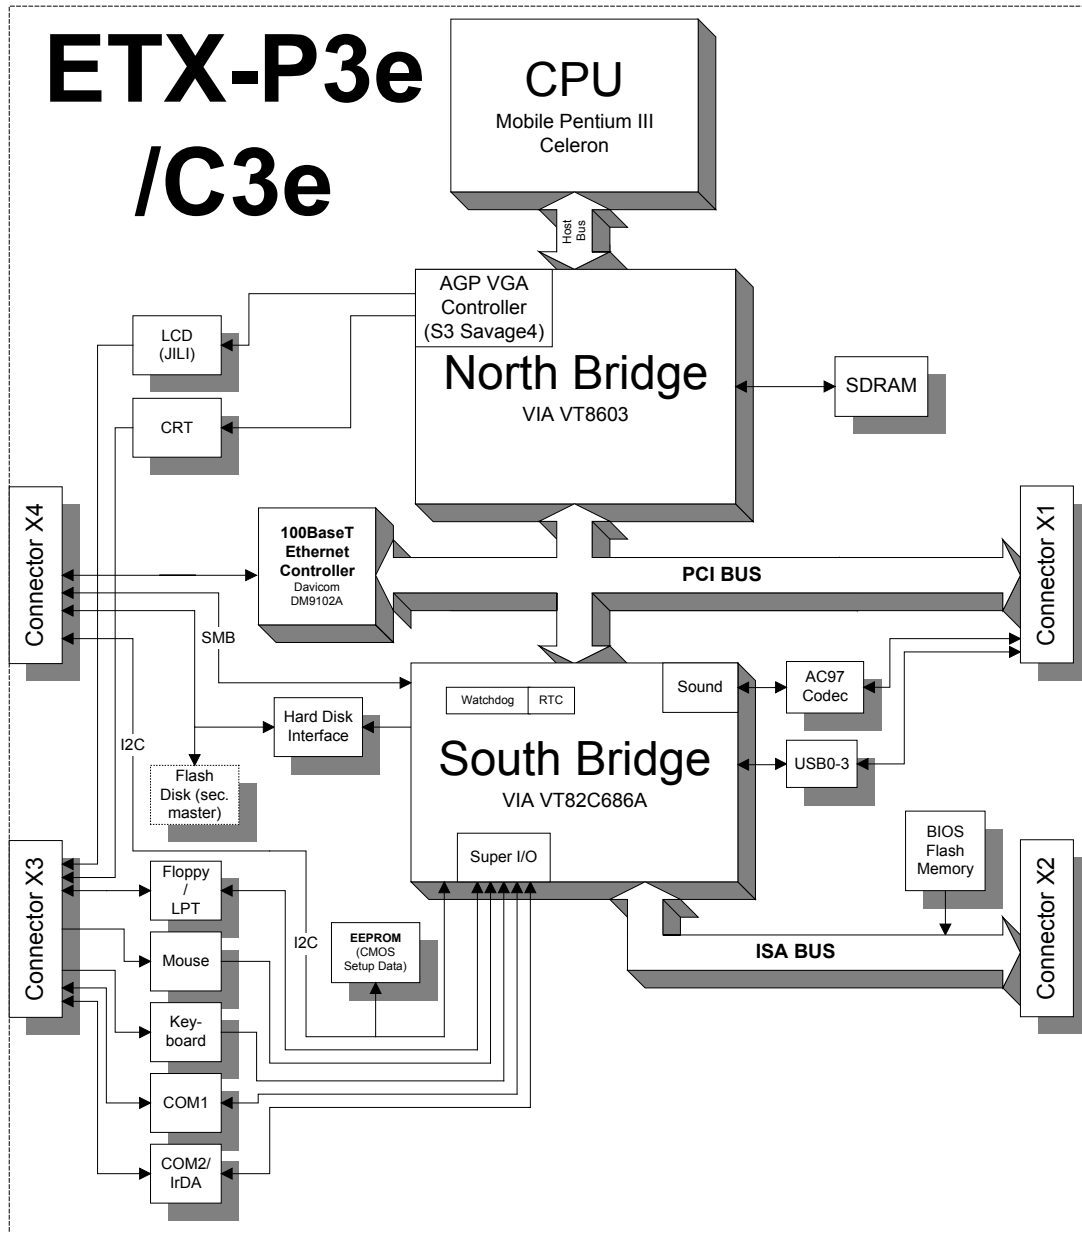 ETX-P3e
/C3e
CPU
Mobile Pentium III
Celeron
Host
Bus
AGP VGA
Controller
(S3 Savage4)
LCD
(JILI)
North Bridge
VIA VT8603
SDRAM
CRT
Connector X4
100BaseT
Ethernet
Controller
Davicom
DM9102A
PCI BUS
Connector X1
SMB
Watchdog
RTC
Sound
AC97
Codec
Hard Disk
Interface
I2C
South Bridge
VIA VT82C686A
USB0-3
Flash
Disk (sec.
master)
Super I/O
BIOS
Flash
Memory
Connector X3
Floppy
/
LPT
I2C
EEPROM
(CMOS
Setup Data)
ISA BUS
Connector X2
Mouse
Key-
board
COM1
COM2/
IrDA